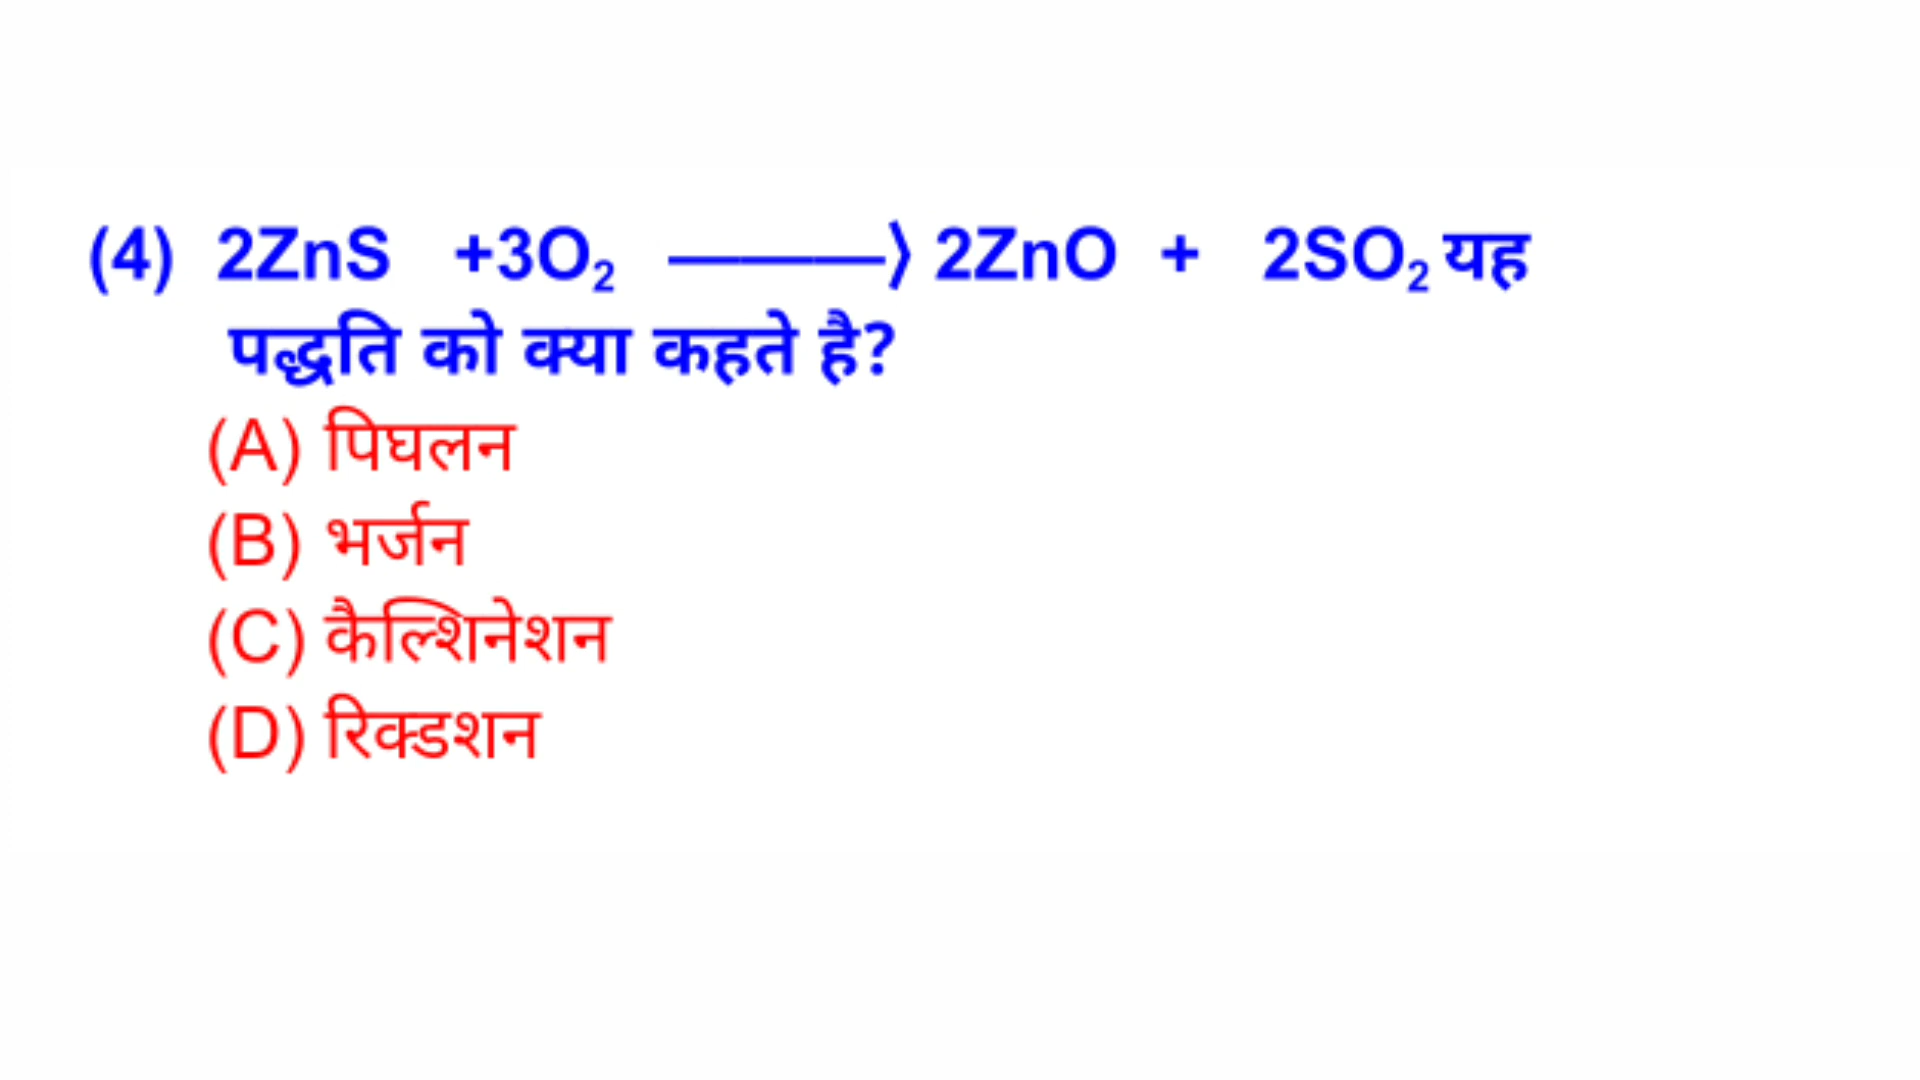 (4) 2ZnS +3O₂ ———⟩ 2ZnO + 2SO₂ यह
पद्धति को क्या कहते है?
(A) पिघलन
(B) भर्जन
(C) कैल्शिनेशन
(D) रिक्डशन